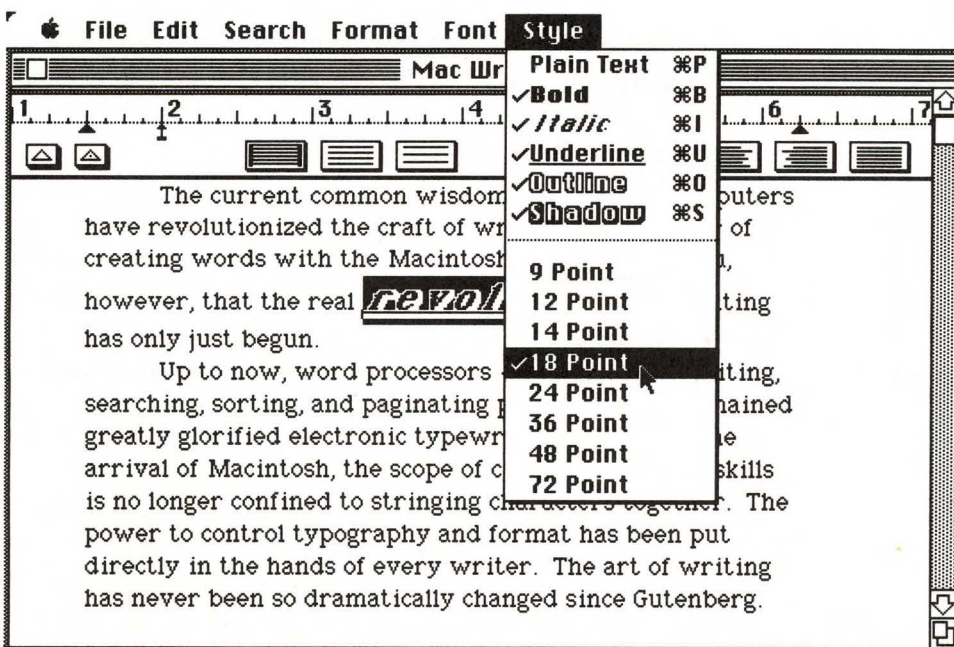 File Edit Search Format Font Style
Mac Wr
Plain Text ⌘P
✓Bold ⌘B
✓Italic ⌘I
✓Underline ⌘U
✓Outline ⌘O
✓Shadow ⌘S
9 Point
12 Point
14 Point
✓18 Point
24 Point
36 Point
48 Point
72 Point
1 2 3 4 6 7
The current common wisdom puters
have revolutionized the craft of wr of
creating words with the Macintosh ,
however, that the real revol ting
has only just begun.
Up to now, word processors iting,
searching, sorting, and paginating p ained
greatly glorified electronic typewr e
arrival of Macintosh, the scope of c skills
is no longer confined to stringing characters together. The
power to control typography and format has been put
directly in the hands of every writer. The art of writing
has never been so dramatically changed since Gutenberg.